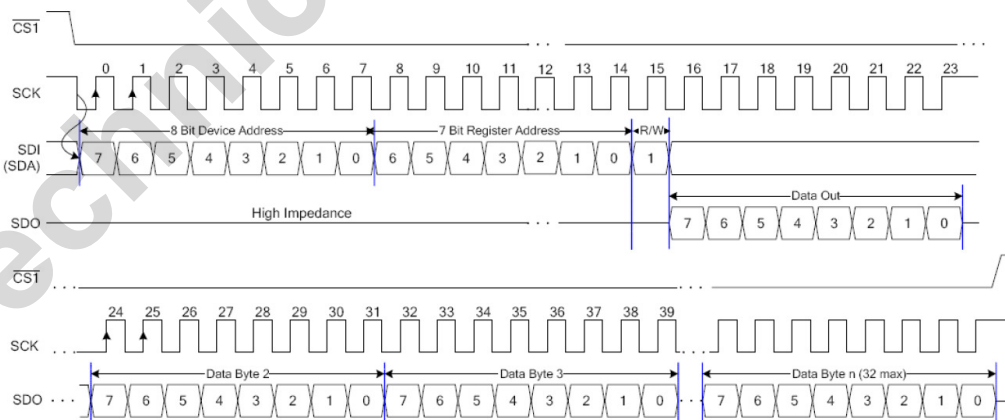 CS1
0 1 2 3 4 5 6 7 8 9 10 11 12 13 14 15 16 17 18 19 20 21 22 23
SCK
8 Bit Device Address 7 Bit Register Address R/W
SDI
(SDA)
7 6 5 4 3 2 1 0 6 5 4 3 2 1 0 1
Data Out
High Impedance
SDO
7 6 5 4 3 2 1 0
CS1
24 25 26 27 28 29 30 31 32 33 34 35 36 37 38 39
SCK
Data Byte 2 Data Byte 3 Data Byte n (32 max)
SDO
7 6 5 4 3 2 1 0 7 6 5 4 3 2 1 0 7 6 5 4 3 2 1 0